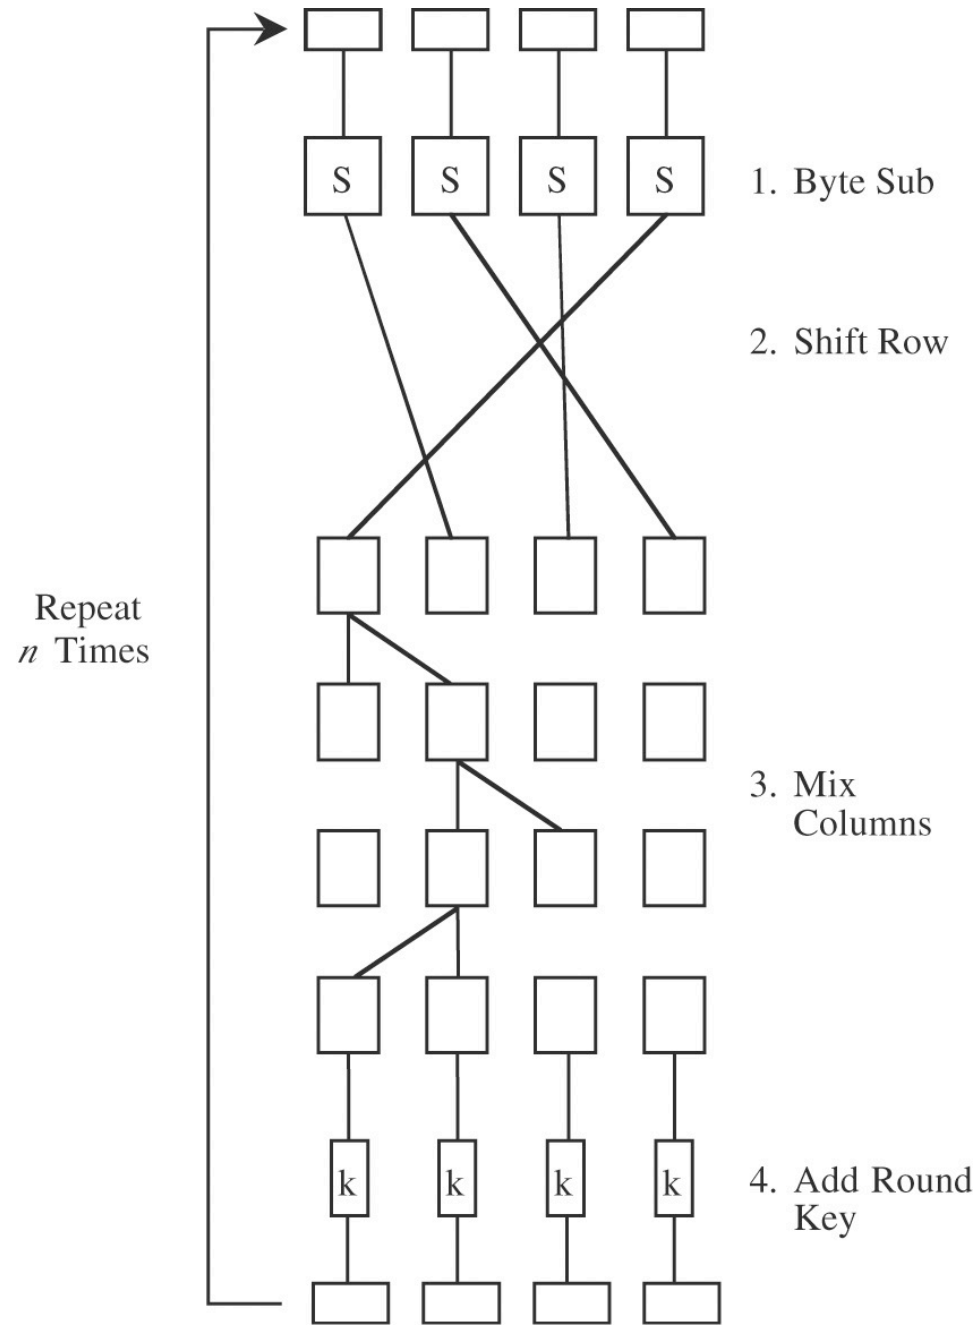 S S S S
1. Byte Sub
2. Shift Row
Repeat
n Times
3. Mix
Columns
k k k k
4. Add Round
Key